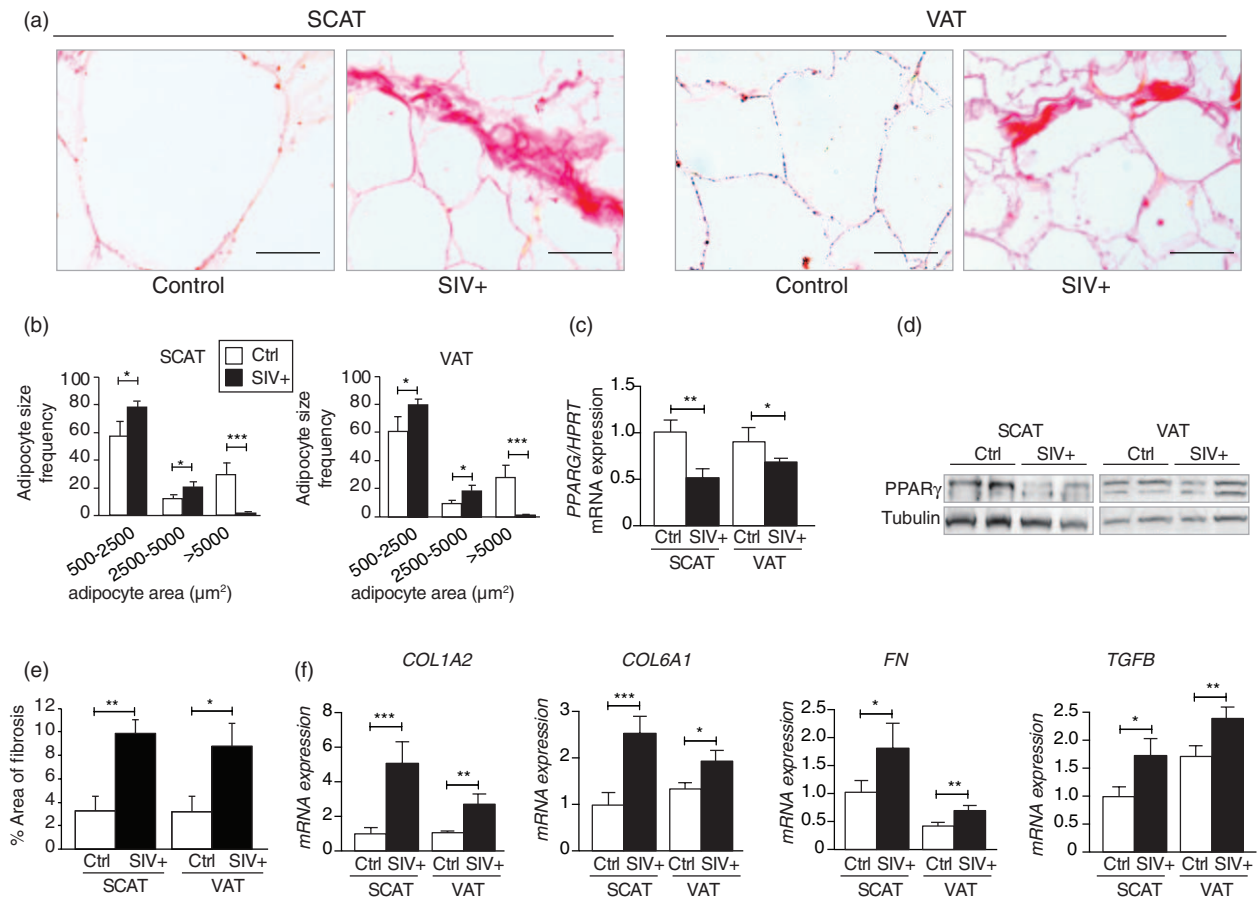 (a)
SCAT
VAT
Control
SIV+
Control
SIV+
(b)
SCAT
Ctrl
SIV+
Adipocyte size
frequency
100
80
60
40
20
0
*
*
***
500-2500
2500-5000
>5000
adipocyte area (µm²)
VAT
Adipocyte size
frequency
100
80
60
40
20
0
*
*
***
500-2500
2500-5000
>5000
adipocyte area (µm²)
(c)
PPARG/HPRT
mRNA expression
1.5
1.0
0.5
0
**
*
Ctrl SIV+ Ctrl SIV+
SCAT VAT
(d)
SCAT VAT
Ctrl SIV+ Ctrl SIV+
PPARγ
Tubulin
(e)
% Area of fibrosis
12
10
8
6
4
2
0
**
*
Ctrl SIV+ Ctrl SIV+
SCAT VAT
(f)
COL1A2
mRNA expression
8
6
4
2
0
***
**
Ctrl SIV+ Ctrl SIV+
SCAT VAT
COL6A1
mRNA expression
3
2
1
0
***
*
Ctrl SIV+ Ctrl SIV+
SCAT VAT
FN
mRNA expression
2.5
2.0
1.5
1.0
0.5
0
*
**
Ctrl SIV+ Ctrl SIV+
SCAT VAT
TGFB
mRNA expression
2.5
2.0
1.5
1.0
0.5
0
*
**
Ctrl SIV+ Ctrl SIV+
SCAT VAT